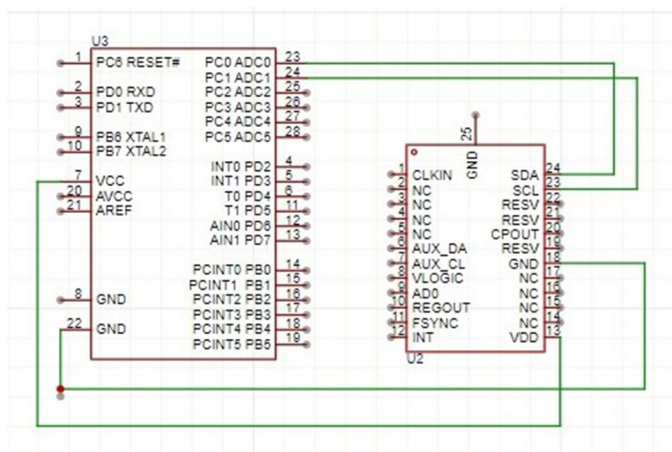 U3
1 PC6 RESET# PC0 ADC0 23
PC1 ADC1 24
2 PD0 RXD PC2 ADC2 25
3 PD1 TXD PC3 ADC3 26
PC4 ADC4 27
9 PB6 XTAL1 PC5 ADC5 28
10 PB7 XTAL2
INT0 PD2 4
7 VCC INT1 PD3 5
20 AVCC T0 PD4 6
21 AREF T1 PD5 11
AIN0 PD6 12
AIN1 PD7 13
PCINT0 PB0 14
PCINT1 PB1 15
8 GND PCINT2 PB2 16
PCINT3 PB3 17
22 GND PCINT4 PB4 18
PCINT5 PB5 19
25
GND
1 CLKIN SDA 24
2 NC SCL 23
3 NC RESV 22
4 NC RESV 21
5 NC CPOUT 20
6 AUX_DA RESV 19
7 AUX_CL GND 18
8 VLOGIC NC 17
9 AD0 NC 16
10 REGOUT NC 15
11 FSYNC NC 14
12 INT VDD 13
U2